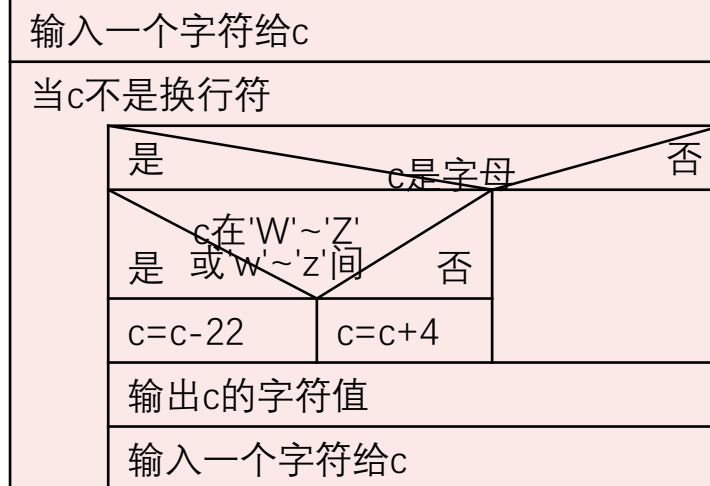 输入一个字符给c
当c不是换行符
是
c是字母
否
c在'W'~'Z'
或'w'~'z'间
是
否
c=c-22
c=c+4
输出c的字符值
输入一个字符给c